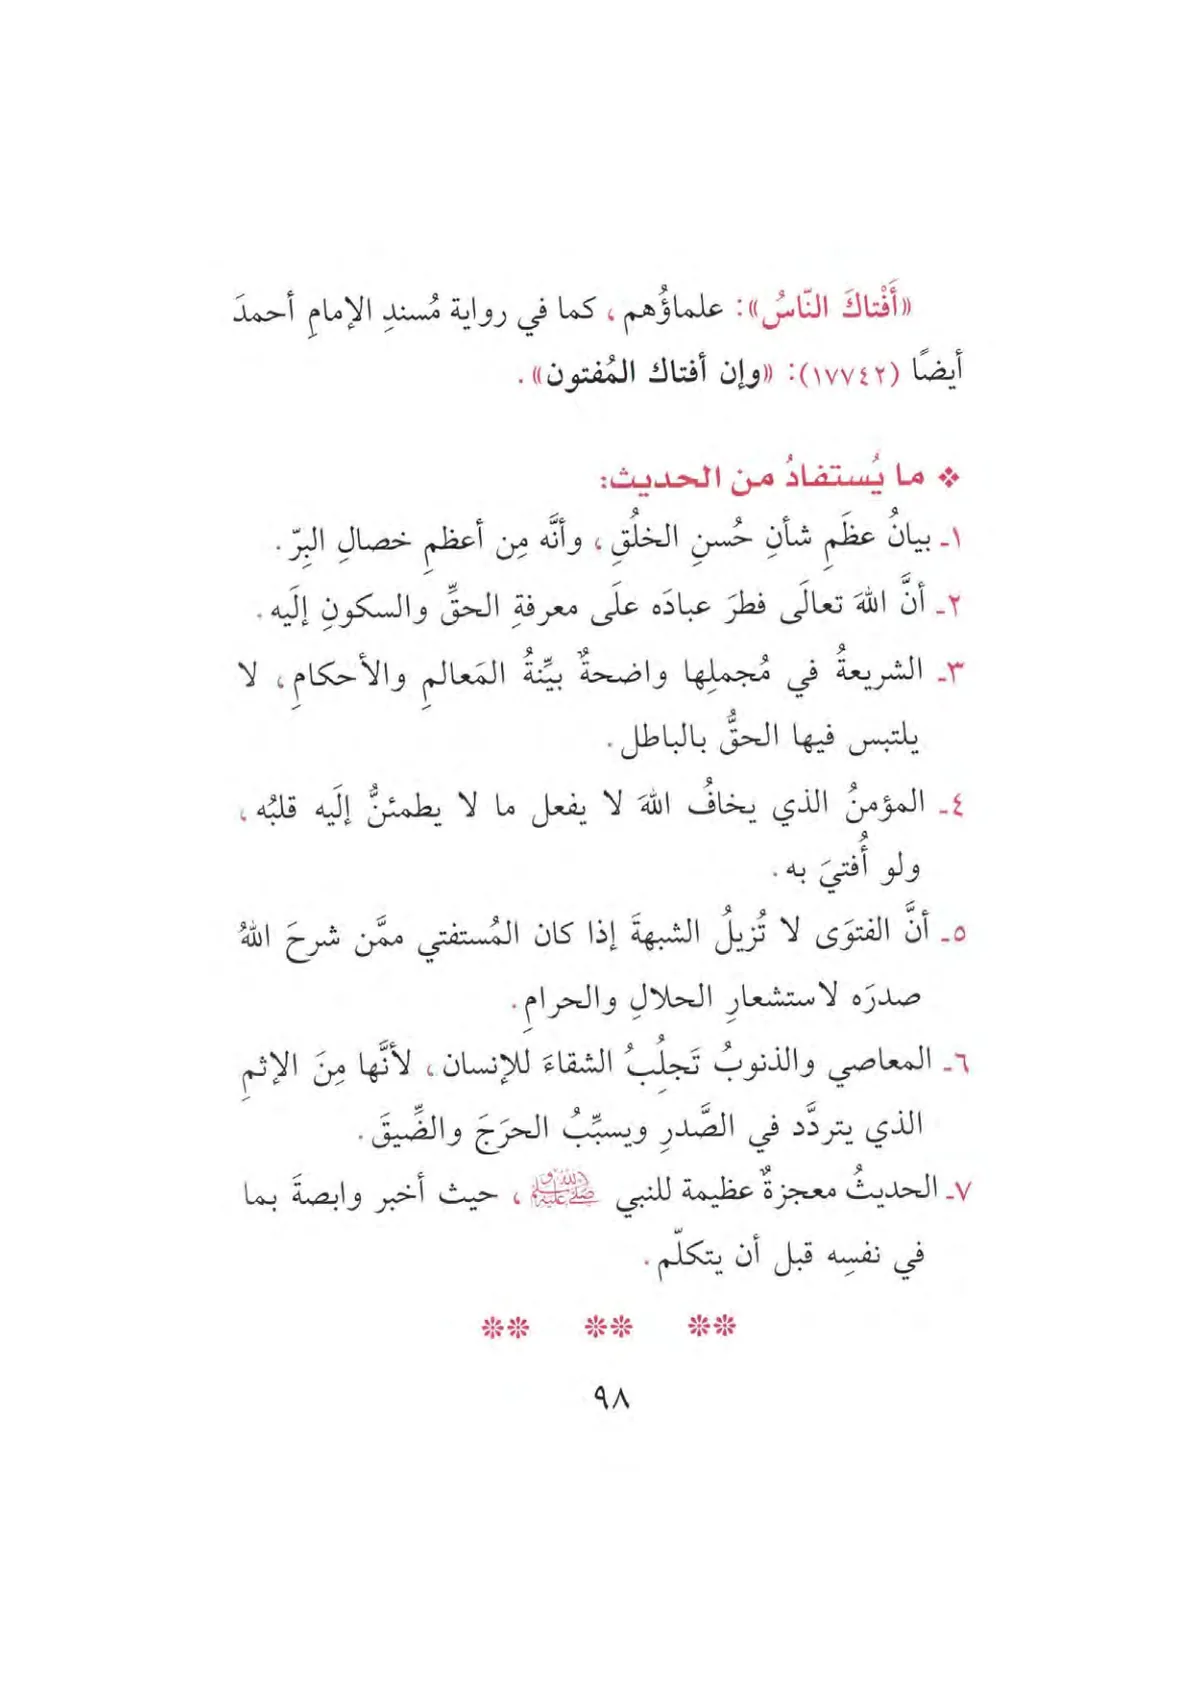 «أَفْتاكَ النّاسُ»: علماؤُهم، كما في رواية مُسندِ الإمامِ أحمدَ
أيضًا (١٧٧٤٢): «وإن أفتاك المُفتون».
❖ ما يُستفادُ من الحديث:
١ـ بيانُ عظَمِ شأنِ حُسنِ الخلُقِ، وأنَّه مِن أعظمِ خصالِ البِرّ.
٢ـ أنَّ اللهَ تعالَى فطرَ عبادَه علَى معرفةِ الحقِّ والسكونِ إلَيه.
٣ـ الشريعةُ في مُجملِها واضحةٌ بيِّنةُ المَعالمِ والأحكامِ، لا
يلتبس فيها الحقُّ بالباطل.
٤ـ المؤمنُ الذي يخافُ اللهَ لا يفعل ما لا يطمئنُّ إلَيه قلبُه،
ولو أُفتيَ به.
٥ـ أنَّ الفتوَى لا تُزيلُ الشبهةَ إذا كان المُستفتي ممَّن شرحَ اللهُ
صدرَه لاستشعارِ الحلالِ والحرامِ.
٦ـ المعاصي والذنوبُ تَجلِبُ الشقاءَ للإنسان، لأنَّها مِنَ الإثمِ
الذي يتردَّد في الصَّدرِ ويسبِّبُ الحرَجَ والضِّيقَ.
٧ـ الحديثُ معجزةٌ عظيمة للنبي ﷺ، حيث أخبر وابصةَ بما
في نفسِه قبل أن يتكلّم.
❊❊ ❊❊ ❊❊
٩٨